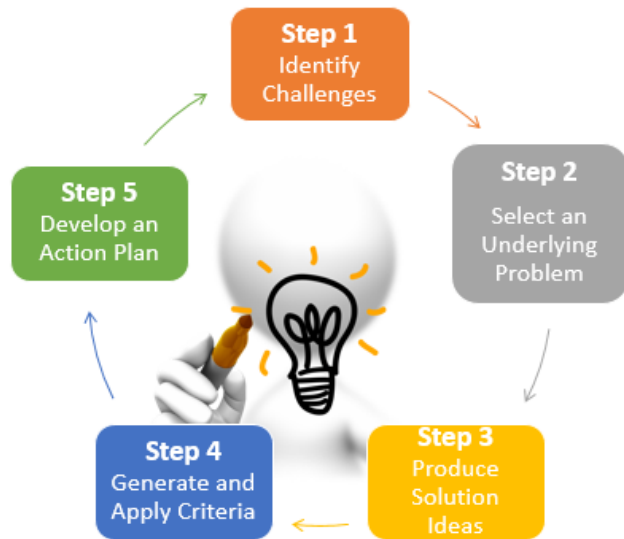 Step 1
Identify
Challenges
Step 2
Select an
Underlying
Problem
Step 3
Produce
Solution
Ideas
Step 4
Generate and
Apply Criteria
Step 5
Develop an
Action Plan